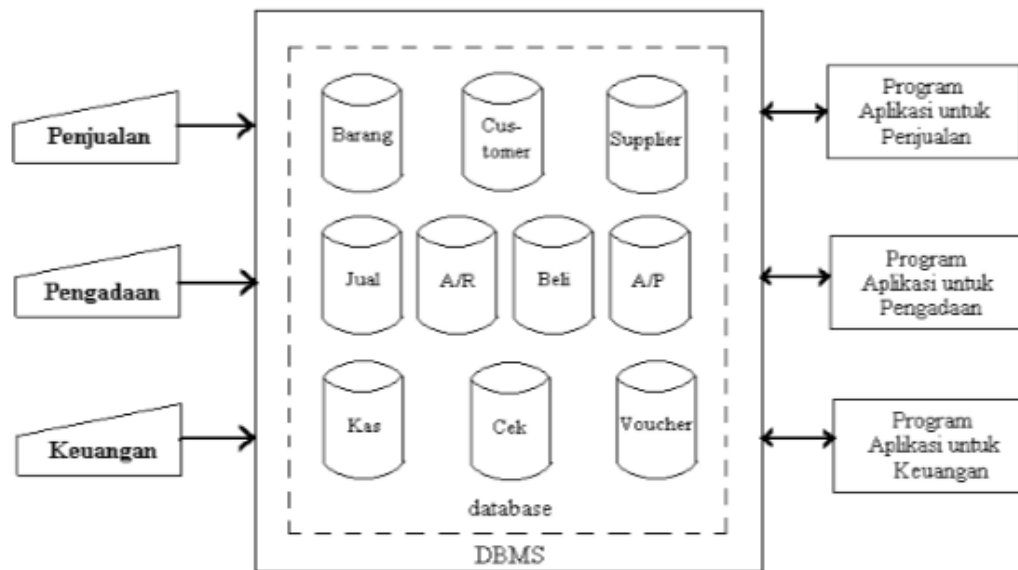 Penjualan
Pengadaan
Keuangan
Barang
Cus-
tomer
Supplier
Jual
A/R
Beli
A/P
Kas
Cek
Voucher
database
DBMS
Program
Aplikasi untuk
Penjualan
Program
Aplikasi untuk
Pengadaan
Program
Aplikasi untuk
Keuangan